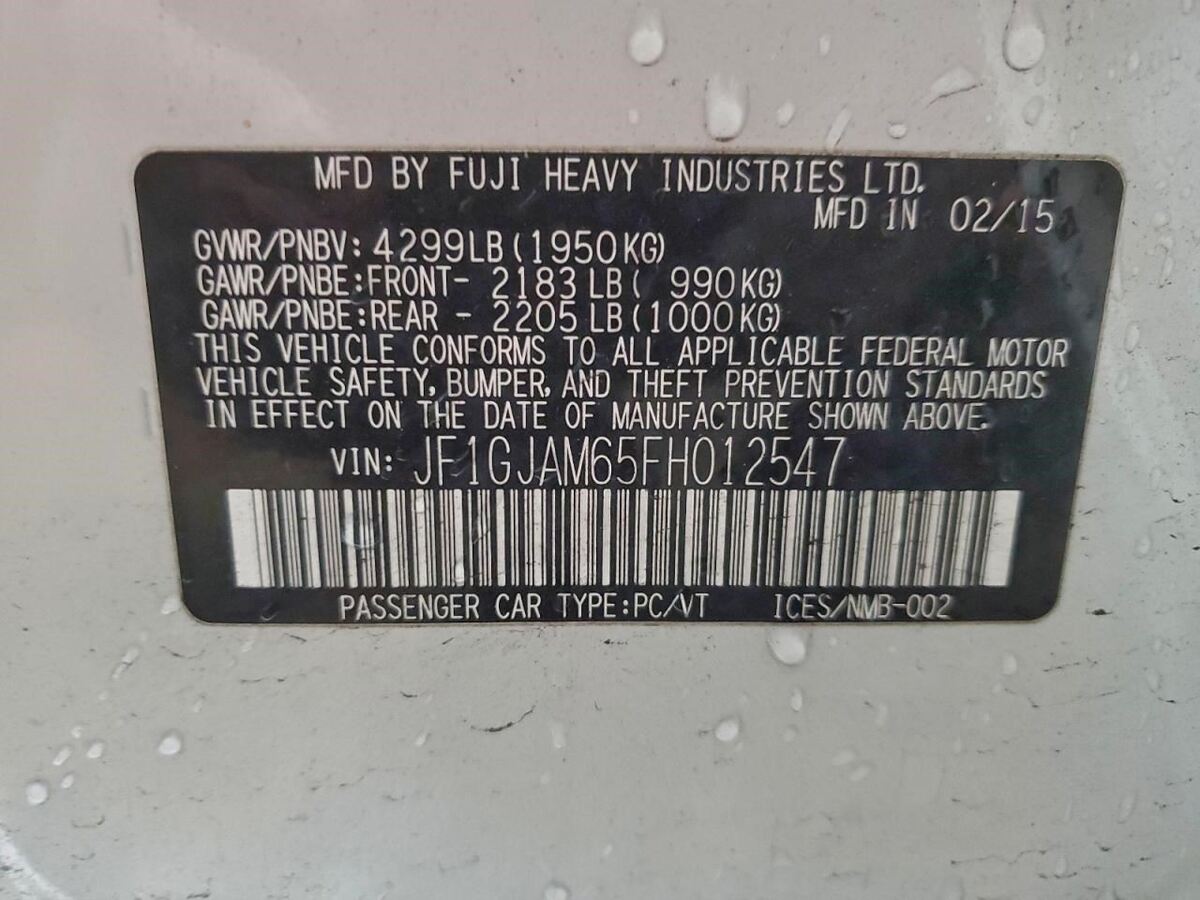 MFD BY FUJI HEAVY INDUSTRIES LTD.
MFD IN 02/15
GVWR/PNBV: 4299LB (1950KG)
GAWR/PNBE:FRONT- 2183 LB ( 990KG)
GAWR/PNBE:REAR - 2205 LB (1000KG)
THIS VEHICLE CONFORMS TO ALL APPLICABLE FEDERAL MOTOR
VEHICLE SAFETY, BUMPER, AND THEFT PREVENTION STANDARDS
IN EFFECT ON THE DATE OF MANUFACTURE SHOWN ABOVE.
VIN: JF1GJAM65FH012547
PASSENGER CAR TYPE:PC/VT ICES/NMB-002